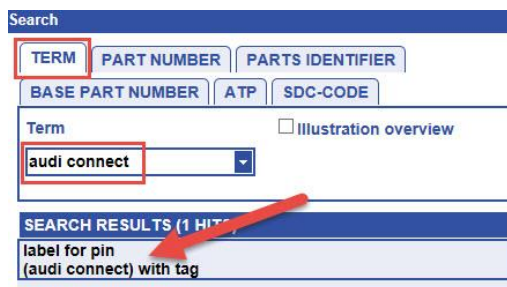 Search
TERM PART NUMBER PARTS IDENTIFIER
BASE PART NUMBER ATP SDC-CODE
Term Illustration overview
audi connect
SEARCH RESULTS (1 HITS)
label for pin
(audi connect) with tag